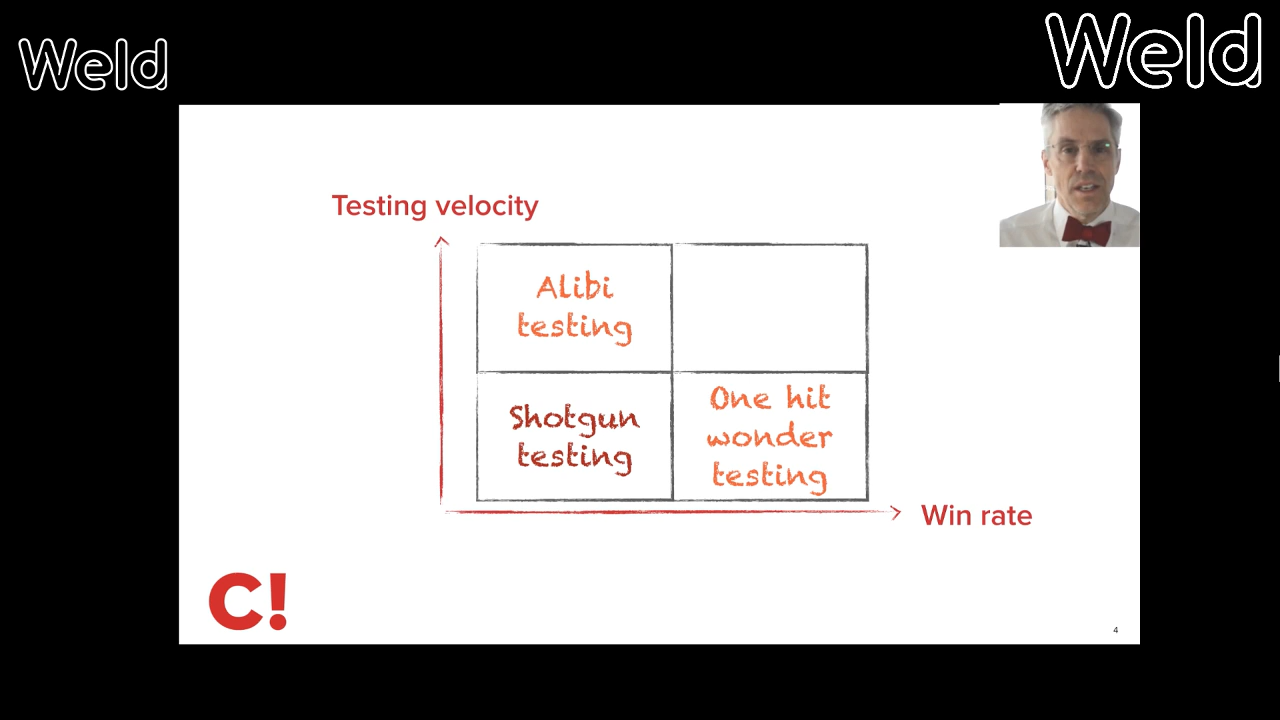 Weld
Weld
Testing velocity
Alibi
testing
Shotgun
testing
One hit
wonder
testing
Win rate
C!
4